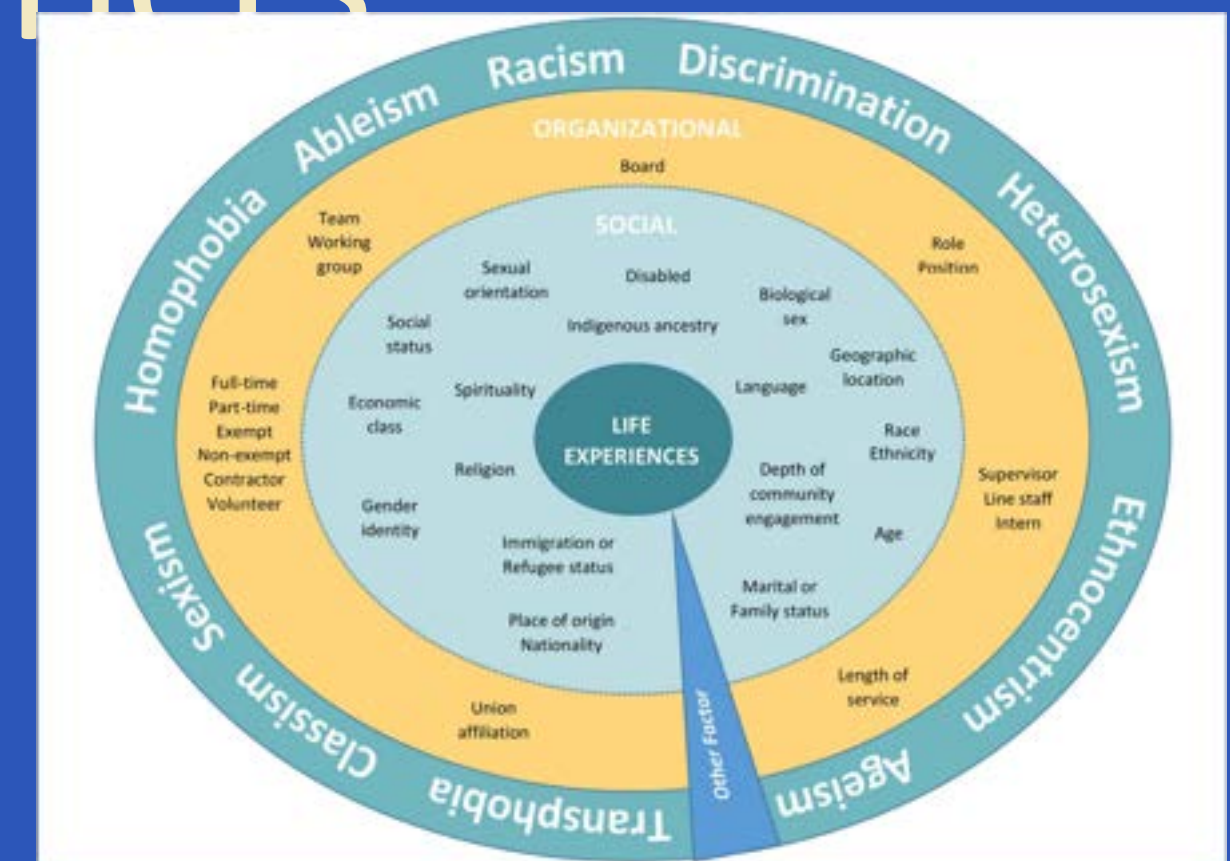 Homophobia Ableism Racism Discrimination Heterosexism Ethnocentrism Ageism Transphobia Classism Sexism
ORGANIZATIONAL
Board
Team
Working
group
Role
Position
Full-time
Part-time
Exempt
Non-exempt
Contractor
Volunteer
Supervisor
Line staff
Intern
Length of
service
Union
affiliation
SOCIAL
Sexual
orientation
Disabled
Biological
sex
Indigenous ancestry
Social
status
Geographic
location
Spirituality
Language
Economic
class
Race
Ethnicity
Religion
Depth of
community
engagement
Gender
identity
Age
Immigration or
Refugee status
Marital or
Family status
Place of origin
Nationality
LIFE
EXPERIENCES
Other Factor